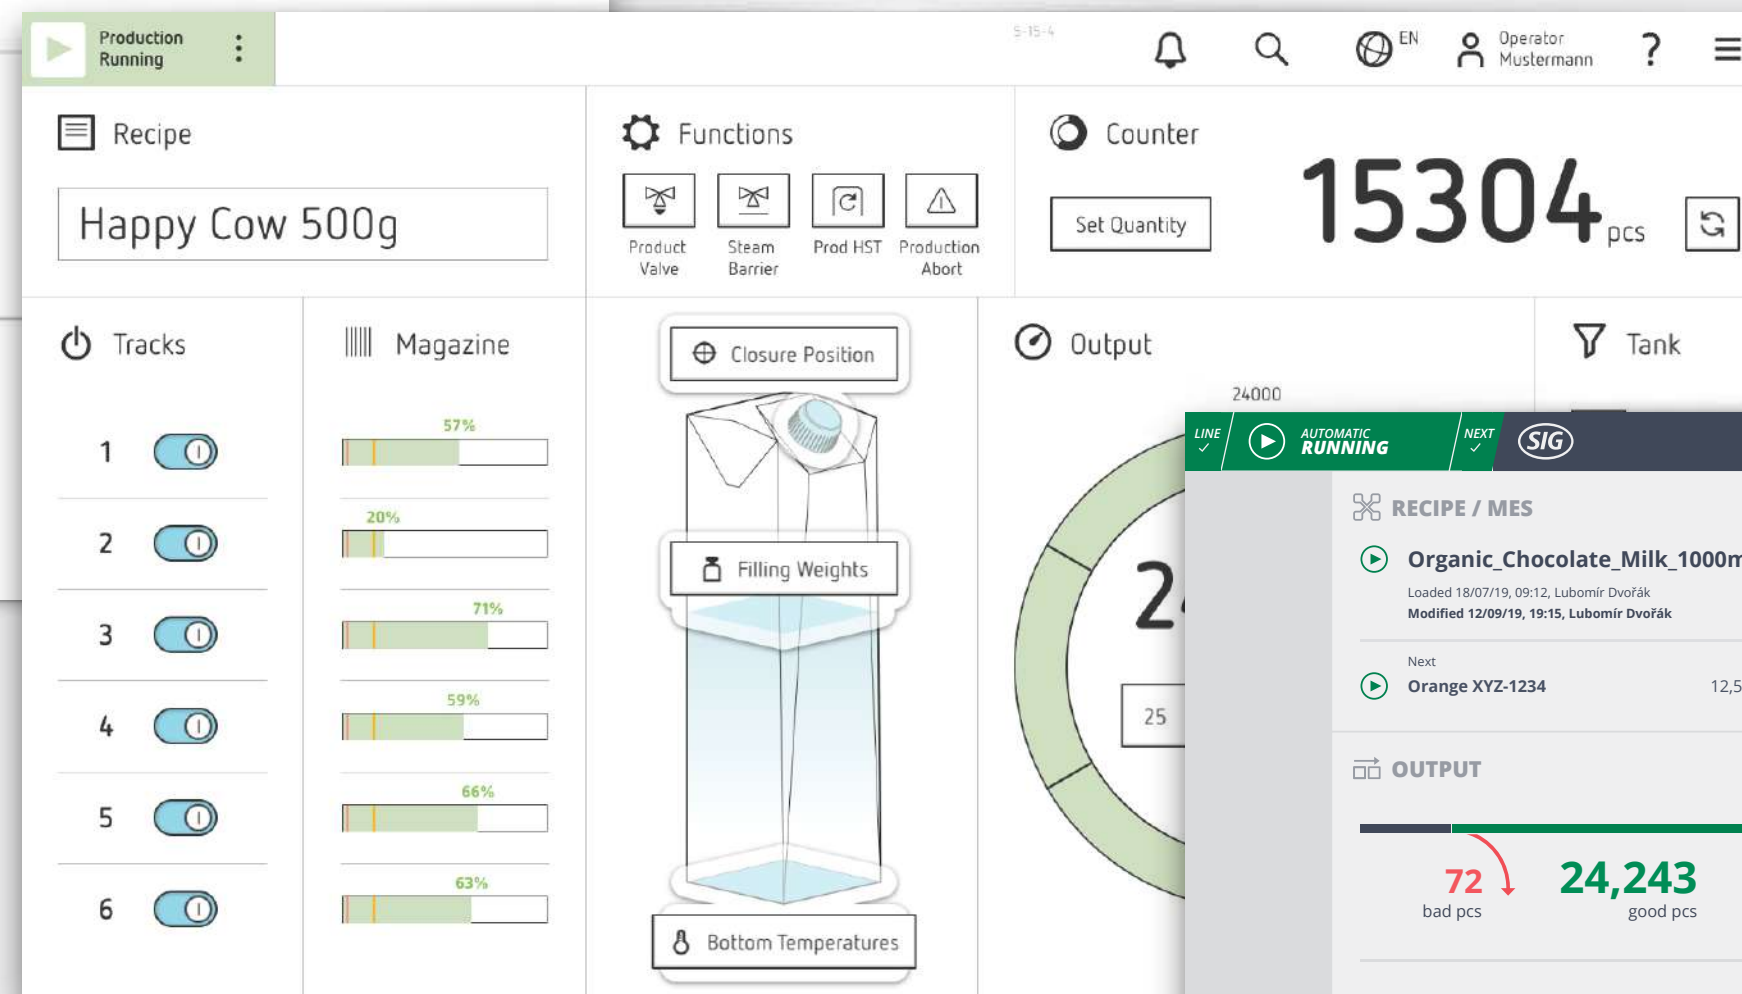 Production
Running
5-15-4
EN
Operator
Mustermann
?
Recipe
Happy Cow 500g
Functions
Product
Valve
Steam
Barrier
Prod HST
Production
Abort
Counter
Set Quantity
15304 pcs
Tracks
1
2
3
4
5
6
Magazine
57%
20%
71%
59%
66%
63%
Closure Position
Filling Weights
Bottom Temperatures
Output
24000
25
Tank
LINE
AUTOMATIC
RUNNING
NEXT
SIG
RECIPE / MES
Organic_Chocolate_Milk_1000m
Loaded 18/07/19, 09:12, Lubomír Dvořák
Modified 12/09/19, 19:15, Lubomír Dvořák
Next
Orange XYZ-1234
12,5
OUTPUT
72
bad pcs
24,243
good pcs